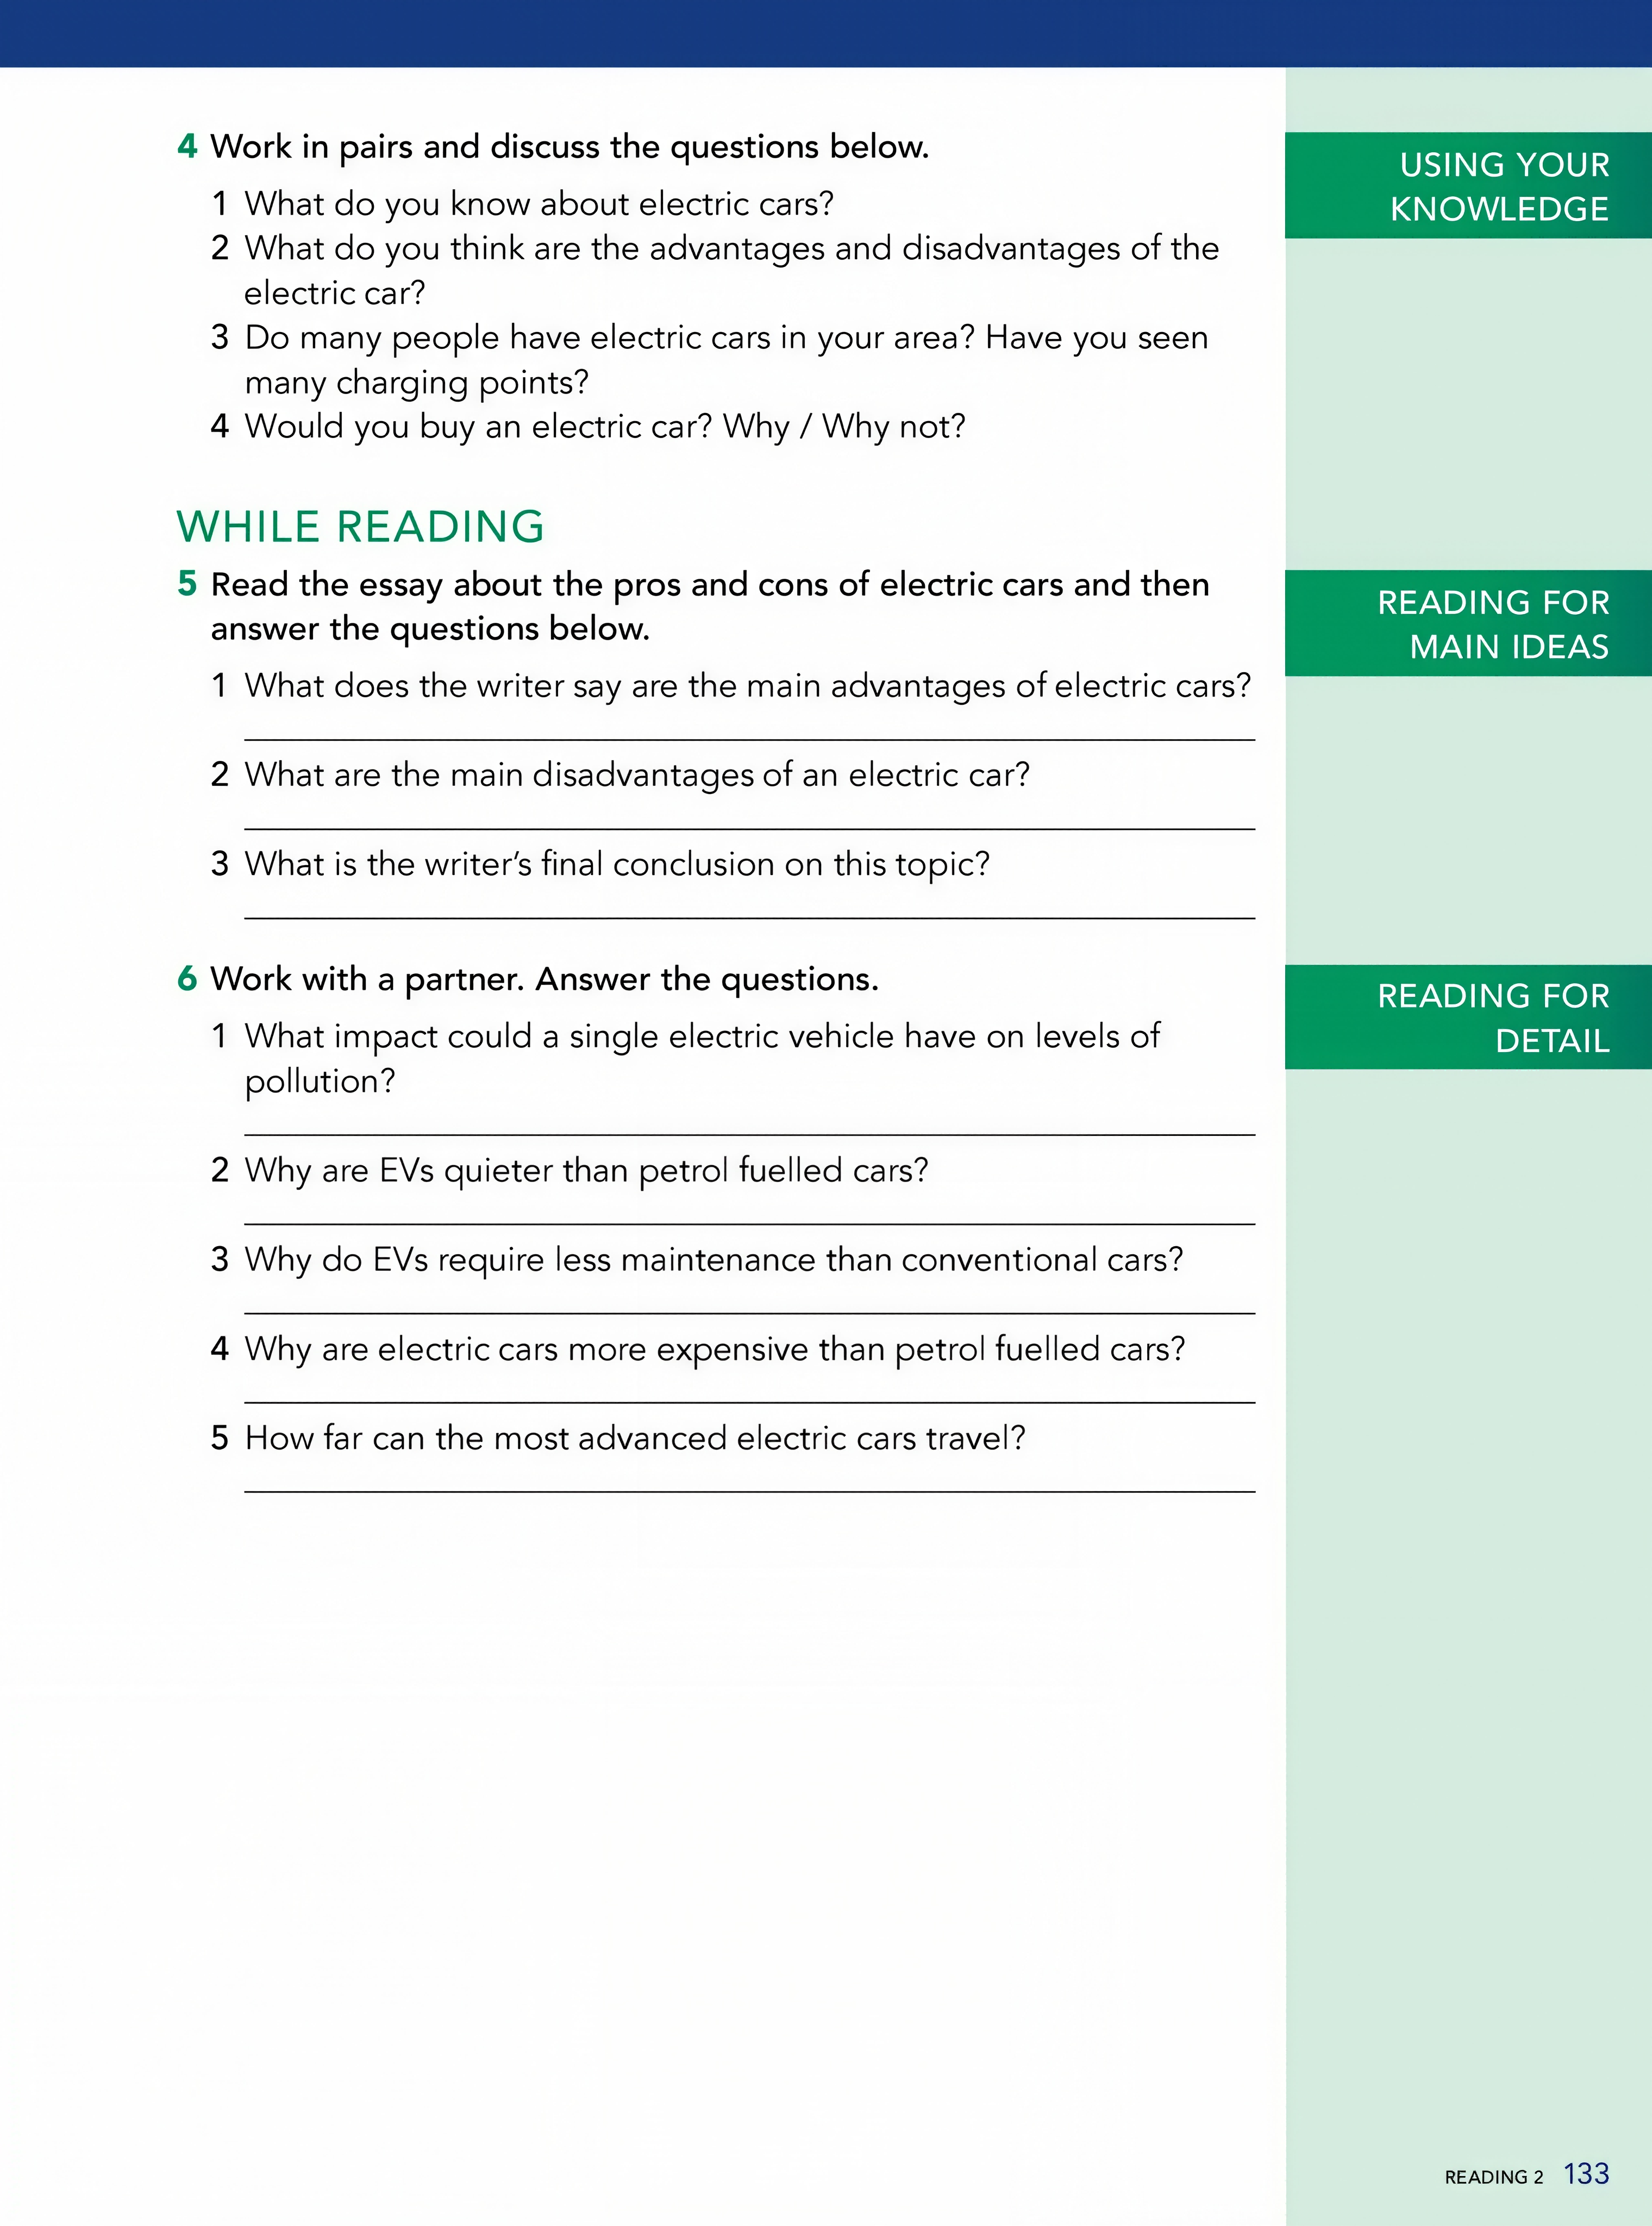 4 Work in pairs and discuss the questions below.
1 What do you know about electric cars?
2 What do you think are the advantages and disadvantages of the
electric car?
3 Do many people have electric cars in your area? Have you seen
many charging points?
4 Would you buy an electric car? Why / Why not?
USING YOUR
KNOWLEDGE
WHILE READING
5 Read the essay about the pros and cons of electric cars and then
answer the questions below.
1 What does the writer say are the main advantages of electric cars?
2 What are the main disadvantages of an electric car?
3 What is the writer’s final conclusion on this topic?
READING FOR
MAIN IDEAS
6 Work with a partner. Answer the questions.
1 What impact could a single electric vehicle have on levels of
pollution?
2 Why are EVs quieter than petrol fuelled cars?
3 Why do EVs require less maintenance than conventional cars?
4 Why are electric cars more expensive than petrol fuelled cars?
5 How far can the most advanced electric cars travel?
READING FOR
DETAIL
READING 2 133